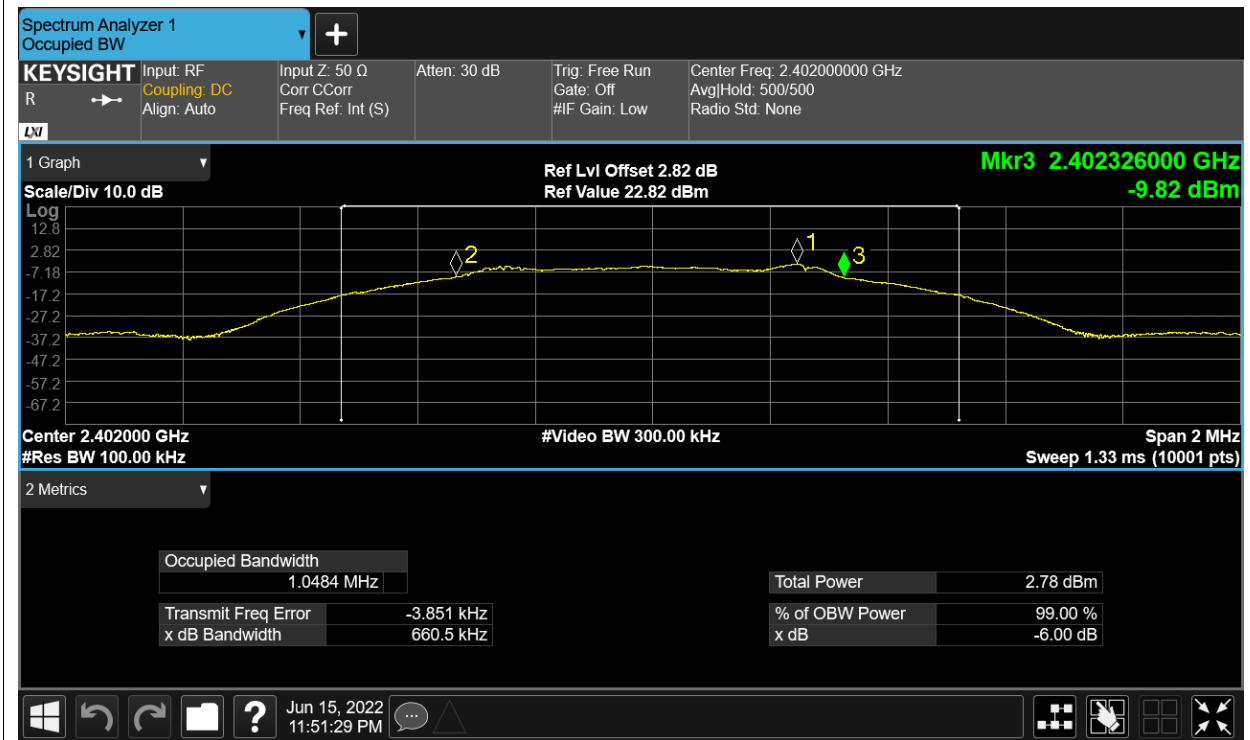 Spectrum Analyzer 1
Occupied BW
KEYSIGHT
R
LXI
Input: RF
Coupling: DC
Align: Auto
Input Z: 50 Ω
Corr CCorr
Freq Ref: Int (S)
Atten: 30 dB
Trig: Free Run
Gate: Off
#IF Gain: Low
Center Freq: 2.402000000 GHz
Avg|Hold: 500/500
Radio Std: None
1 Graph
Scale/Div 10.0 dB
Ref Lvl Offset 2.82 dB
Ref Value 22.82 dBm
Mkr3 2.402326000 GHz
-9.82 dBm
Log
12.8
2.82
-7.18
-17.2
-27.2
-37.2
-47.2
-57.2
-67.2
2
1
3
Center 2.402000 GHz
#Video BW 300.00 kHz
Span 2 MHz
#Res BW 100.00 kHz
Sweep 1.33 ms (10001 pts)
2 Metrics
Occupied Bandwidth
1.0484 MHz
Total Power 2.78 dBm
Transmit Freq Error -3.851 kHz
% of OBW Power 99.00 %
x dB Bandwidth 660.5 kHz
x dB -6.00 dB
?
Jun 15, 2022
11:51:29 PM